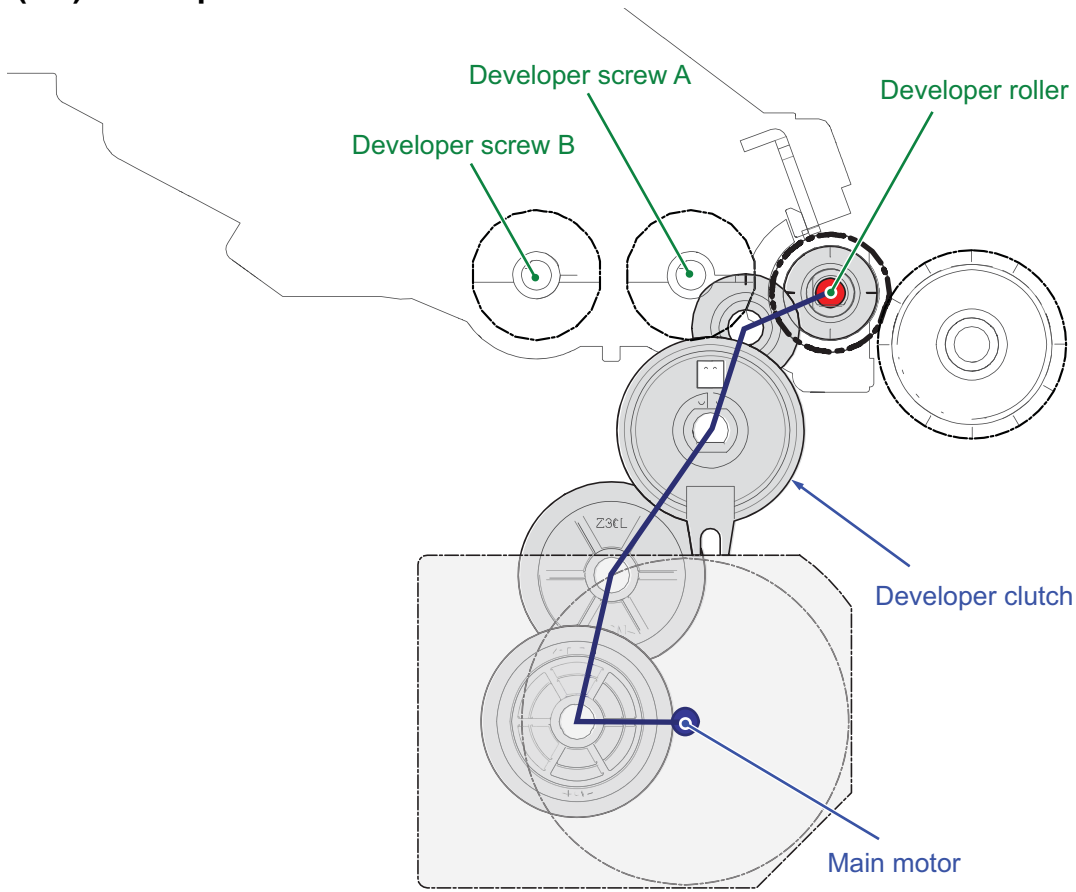 Developer screw A
Developer roller
Developer screw B
Developer clutch
Main motor